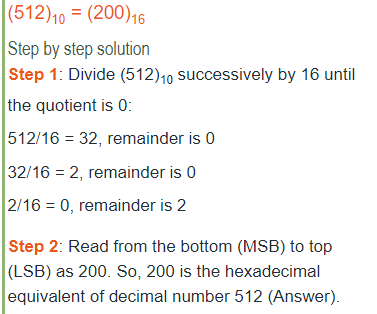 (512)₁₀ = (200)₁₆
Step by step solution
Step 1: Divide (512)₁₀ successively by 16 until
the quotient is 0:
512/16 = 32, remainder is 0
32/16 = 2, remainder is 0
2/16 = 0, remainder is 2
Step 2: Read from the bottom (MSB) to top
(LSB) as 200. So, 200 is the hexadecimal
equivalent of decimal number 512 (Answer).